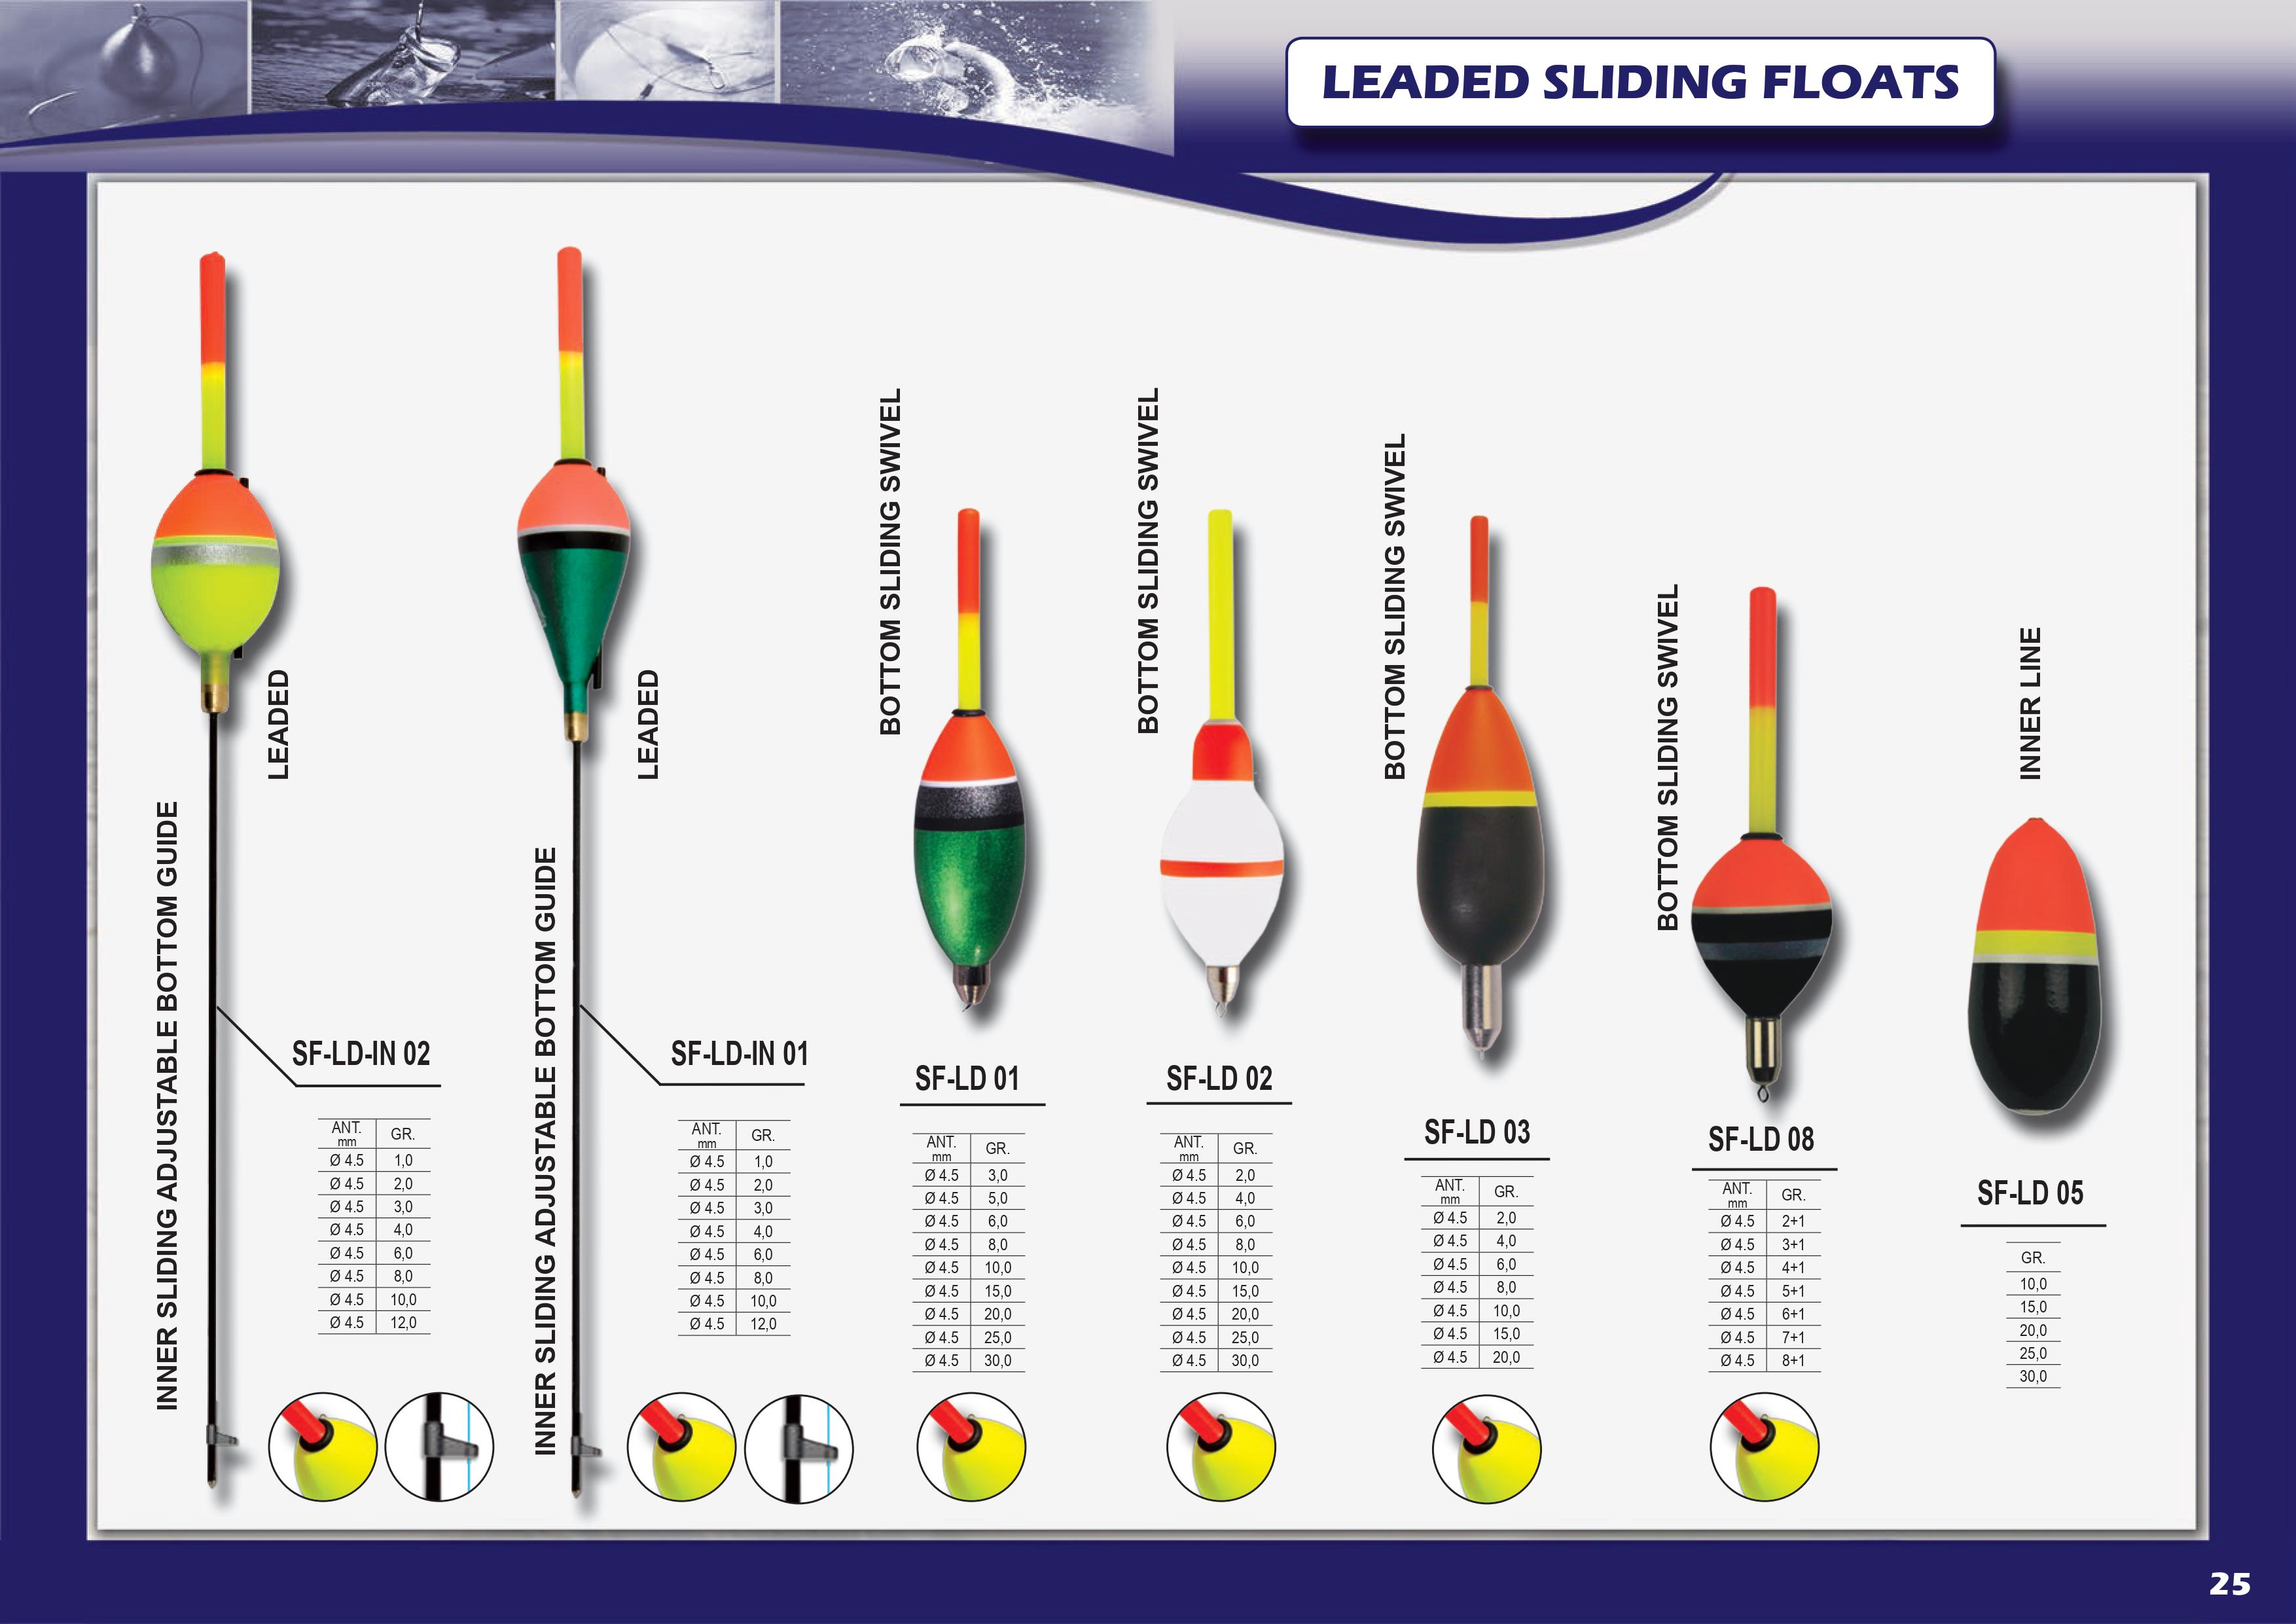 LEADED SLIDING FLOATS
INNER SLIDING ADJUSTABLE BOTTOM GUIDE
LEADED
SF-LD-IN 02
ANT. mm GR.
Ø 4.5 1,0
Ø 4.5 2,0
Ø 4.5 3,0
Ø 4.5 4,0
Ø 4.5 6,0
Ø 4.5 8,0
Ø 4.5 10,0
Ø 4.5 12,0
INNER SLIDING ADJUSTABLE BOTTOM GUIDE
LEADED
SF-LD-IN 01
ANT. mm GR.
Ø 4.5 1,0
Ø 4.5 2,0
Ø 4.5 3,0
Ø 4.5 4,0
Ø 4.5 6,0
Ø 4.5 8,0
Ø 4.5 10,0
Ø 4.5 12,0
BOTTOM SLIDING SWIVEL
SF-LD 01
ANT. mm GR.
Ø 4.5 3,0
Ø 4.5 5,0
Ø 4.5 6,0
Ø 4.5 8,0
Ø 4.5 10,0
Ø 4.5 15,0
Ø 4.5 20,0
Ø 4.5 25,0
Ø 4.5 30,0
BOTTOM SLIDING SWIVEL
SF-LD 02
ANT. mm GR.
Ø 4.5 2,0
Ø 4.5 4,0
Ø 4.5 6,0
Ø 4.5 8,0
Ø 4.5 10,0
Ø 4.5 15,0
Ø 4.5 20,0
Ø 4.5 25,0
Ø 4.5 30,0
BOTTOM SLIDING SWIVEL
SF-LD 03
ANT. mm GR.
Ø 4.5 2,0
Ø 4.5 4,0
Ø 4.5 6,0
Ø 4.5 8,0
Ø 4.5 10,0
Ø 4.5 15,0
Ø 4.5 20,0
BOTTOM SLIDING SWIVEL
SF-LD 08
ANT. mm GR.
Ø 4.5 2+1
Ø 4.5 3+1
Ø 4.5 4+1
Ø 4.5 5+1
Ø 4.5 6+1
Ø 4.5 7+1
Ø 4.5 8+1
INNER LINE
SF-LD 05
GR.
10,0
15,0
20,0
25,0
30,0
25